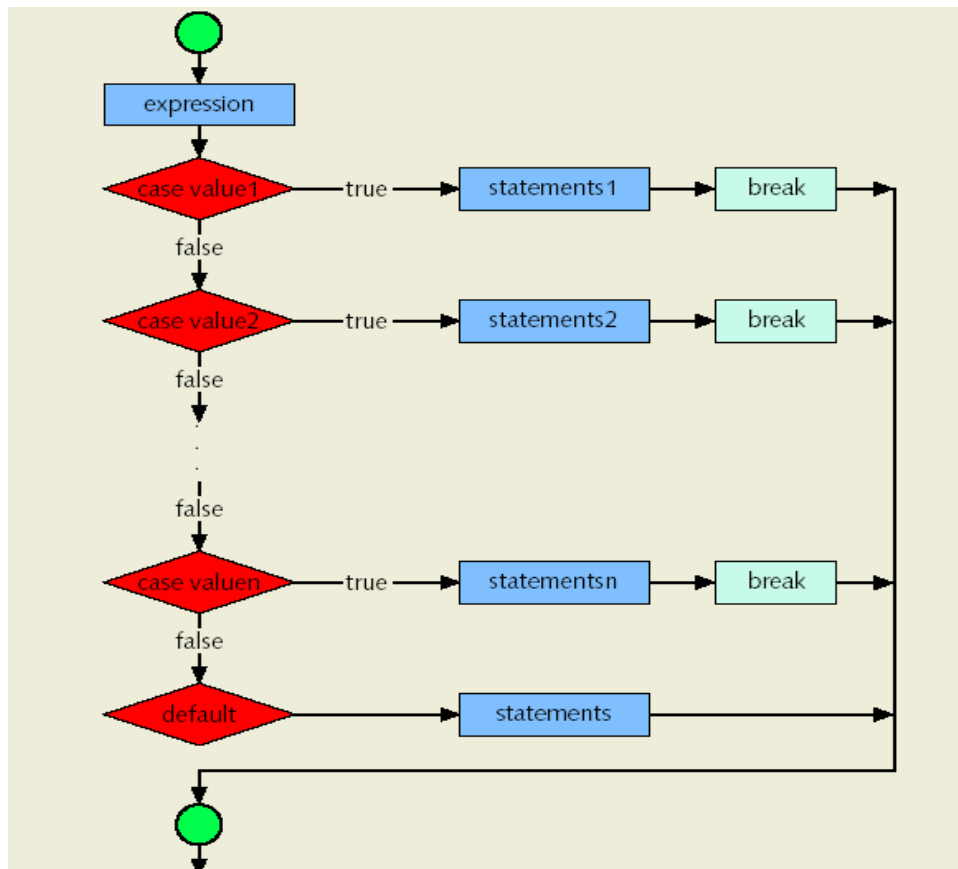 expression
case value1 true statements1 break
false
case value2 true statements2 break
false
.
.
.
false
case valuen true statementsn break
false
default statements